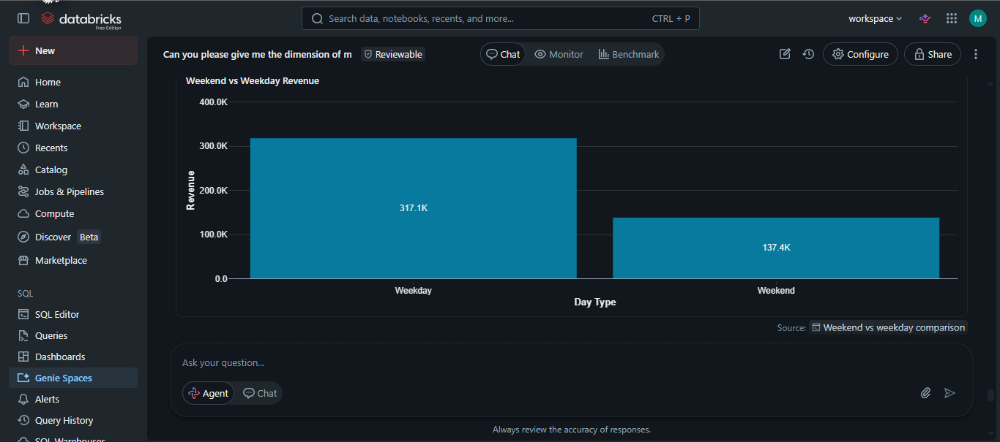 databricks
Free Edition
Search data, notebooks, recents, and more...
CTRL + P
workspace
M
New
Home
Learn
Workspace
Recents
Catalog
Jobs & Pipelines
Compute
Discover Beta
Marketplace
SQL
SQL Editor
Queries
Dashboards
Genie Spaces
Alerts
Query History
SQL Warehouses
Can you please give me the dimension of m
Reviewable
Chat
Monitor
Benchmark
Configure
Share
Weekend vs Weekday Revenue
400.0K
300.0K
200.0K
100.0K
0.0
Revenue
317.1K
137.4K
Weekday
Weekend
Day Type
Source: Weekend vs weekday comparison
Ask your question...
Agent
Chat
Always review the accuracy of responses.